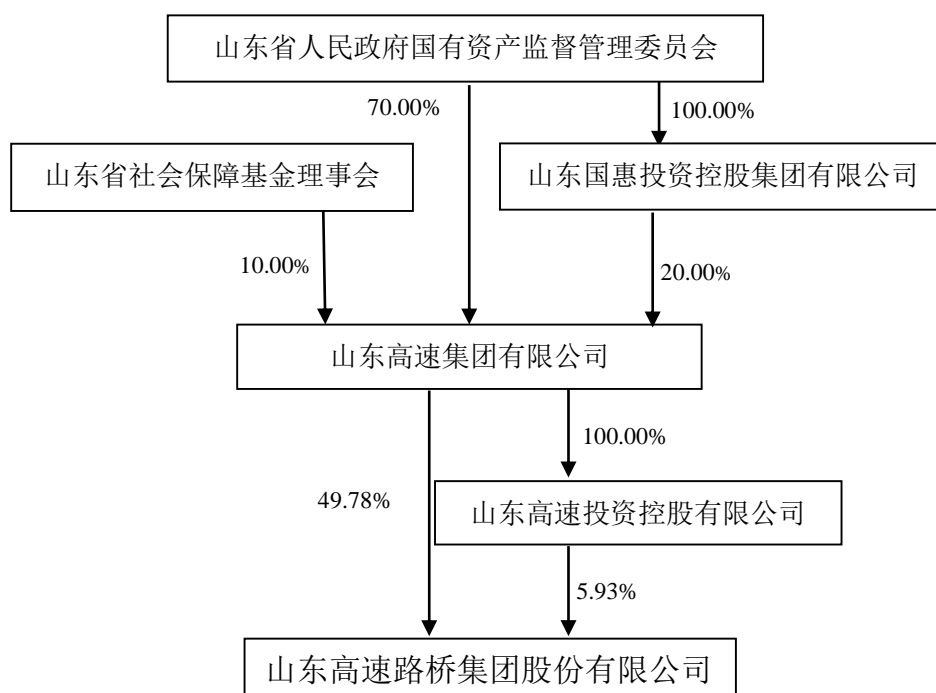 山东省人民政府国有资产监督管理委员会
70.00%
100.00%
山东省社会保障基金理事会
山东国惠投资控股集团有限公司
10.00%
20.00%
山东高速集团有限公司
100.00%
49.78%
山东高速投资控股有限公司
5.93%
山东高速路桥集团股份有限公司